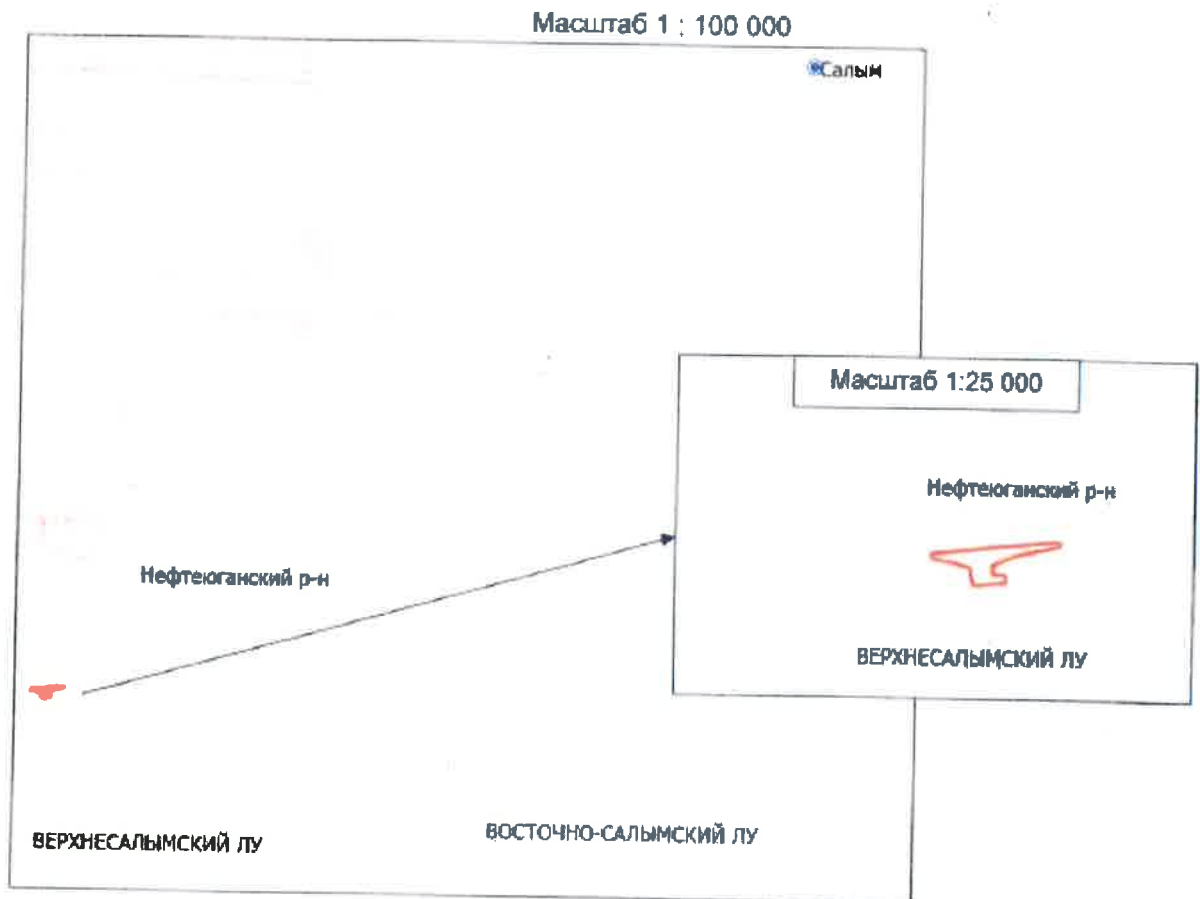 Масштаб 1 : 100 000
Салым
Масштаб 1:25 000
Нефтеюганский р-н
Нефтеюганский р-н
ВЕРХНЕСАЛЫМСКИЙ ЛУ
ВЕРХНЕСАЛЫМСКИЙ ЛУ
ВОСТОЧНО-САЛЫМСКИЙ ЛУ